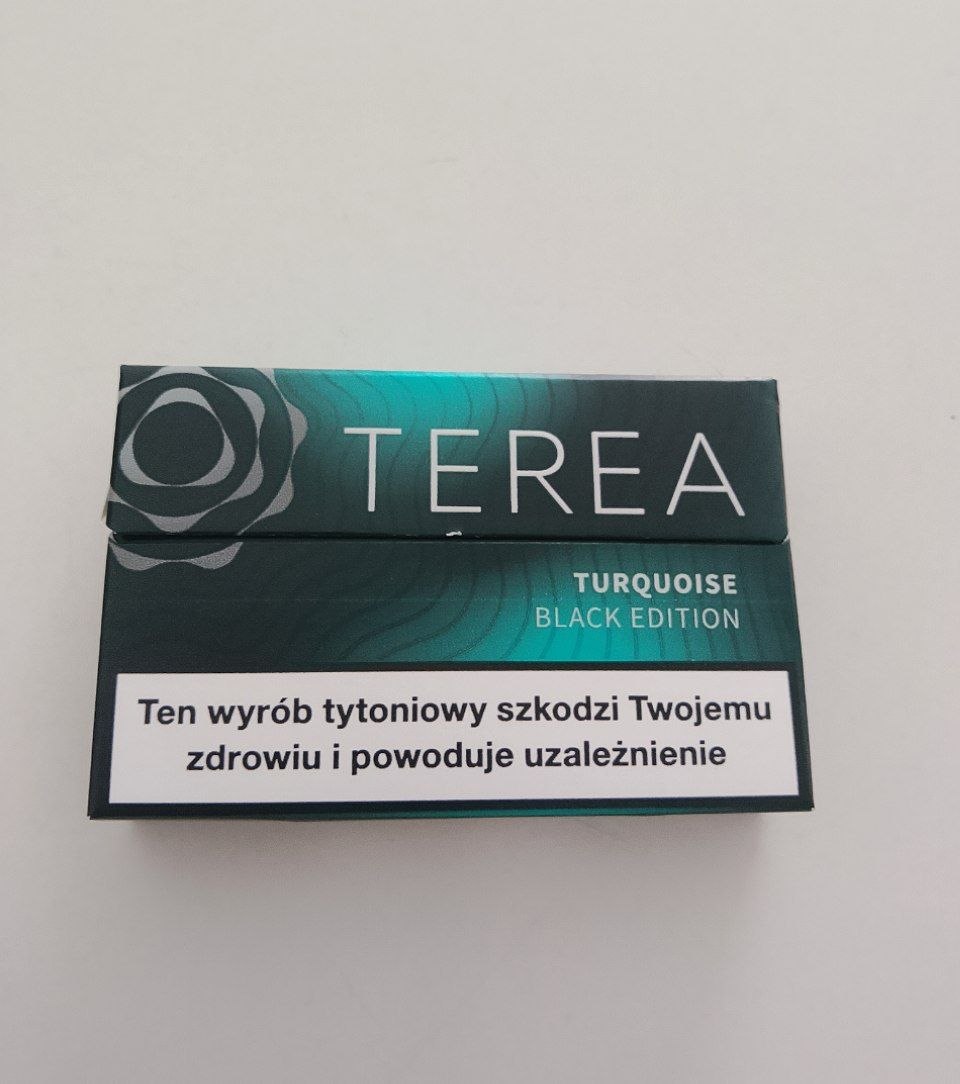 TEREA
TURQUOISE
BLACK EDITION
Ten wyrób tytoniowy szkodzi Twojemu
zdrowiu i powoduje uzależnienie